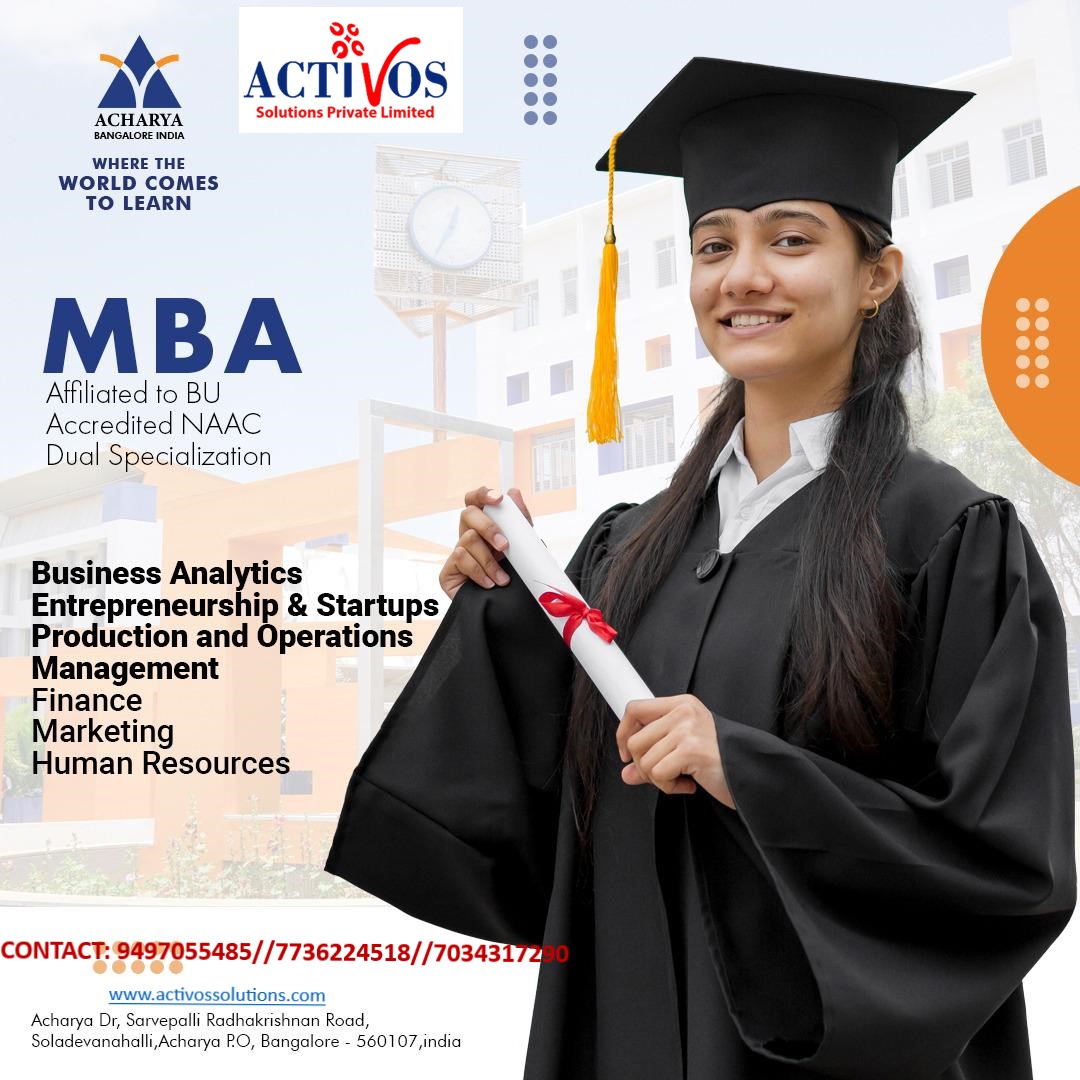 ACHARYA
BANGALORE INDIA
WHERE THE
WORLD COMES
TO LEARN
ACTIVOS
Solutions Private Limited
MBA
Affiliated to BU
Accredited NAAC
Dual Specialization
Business Analytics
Entrepreneurship & Startups
Production and Operations
Management
Finance
Marketing
Human Resources
CONTACT: 9497055485//7736224518//7034317290
www.activossolutions.com
Acharya Dr, Sarvepalli Radhakrishnan Road,
Soladevanahalli,Acharya P.O, Bangalore - 560107,india